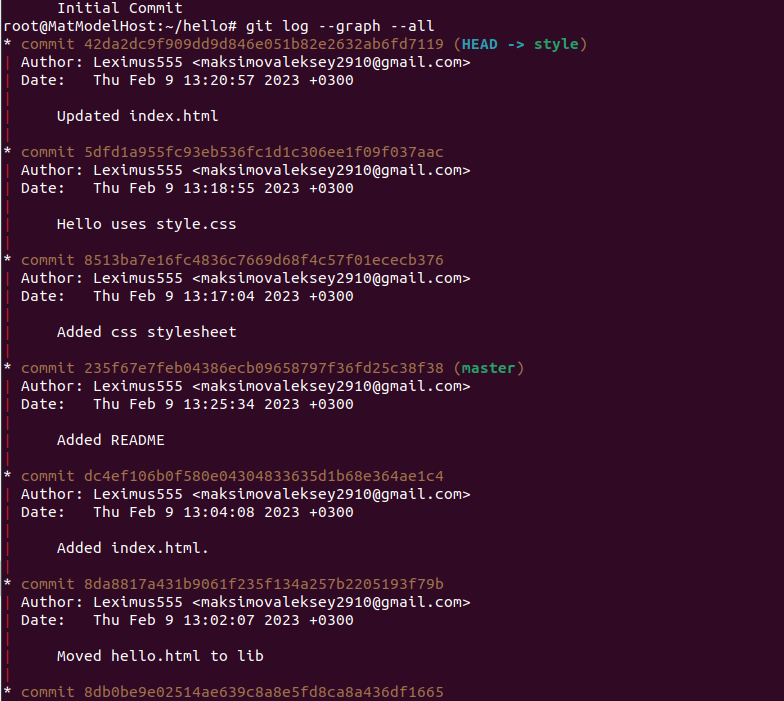 Initial Commit
root@MatModelHost:~/hello# git log --graph --all
* commit 42da2dc9f909dd9d846e051b82e2632ab6fd7119 (HEAD -> style)
| Author: Leximus555 <maksimovaleksey2910@gmail.com>
| Date:   Thu Feb 9 13:20:57 2023 +0300
|
|     Updated index.html
|
* commit 5dfd1a955fc93eb536fc1d1c306ee1f09f037aac
| Author: Leximus555 <maksimovaleksey2910@gmail.com>
| Date:   Thu Feb 9 13:18:55 2023 +0300
|
|     Hello uses style.css
|
* commit 8513ba7e16fc4836c7669d68f4c57f01ececb376
| Author: Leximus555 <maksimovaleksey2910@gmail.com>
| Date:   Thu Feb 9 13:17:04 2023 +0300
|
|     Added css stylesheet
|
* commit 235f67e7feb04386ecb09658797f36fd25c38f38 (master)
| Author: Leximus555 <maksimovaleksey2910@gmail.com>
| Date:   Thu Feb 9 13:25:34 2023 +0300
|
|     Added README
|
* commit dc4ef106b0f580e04304833635d1b68e364ae1c4
| Author: Leximus555 <maksimovaleksey2910@gmail.com>
| Date:   Thu Feb 9 13:04:08 2023 +0300
|
|     Added index.html.
|
* commit 8da8817a431b9061f235f134a257b2205193f79b
| Author: Leximus555 <maksimovaleksey2910@gmail.com>
| Date:   Thu Feb 9 13:02:07 2023 +0300
|
|     Moved hello.html to lib
|
* commit 8db0be9e02514ae639c8a8e5fd8ca8a436df1665